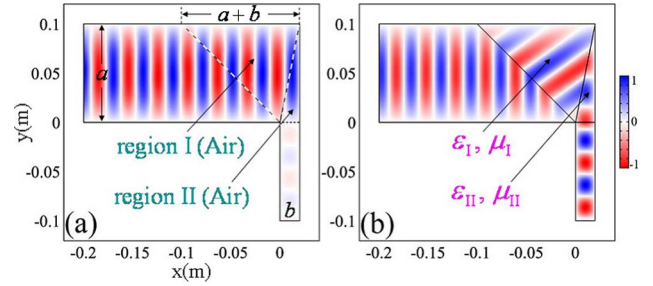 a + b
0.1
0.05
0
-0.05
-0.1
y(m)
a
region I (Air)
region II (Air)
b
(a)
-0.2 -0.15 -0.1 -0.05 0
x(m)
0.1
0.05
0
-0.05
-0.1
y(m)
ε_I, μ_I
ε_II, μ_II
(b)
-0.2 -0.15 -0.1 -0.05 0
x(m)
1
0
-1